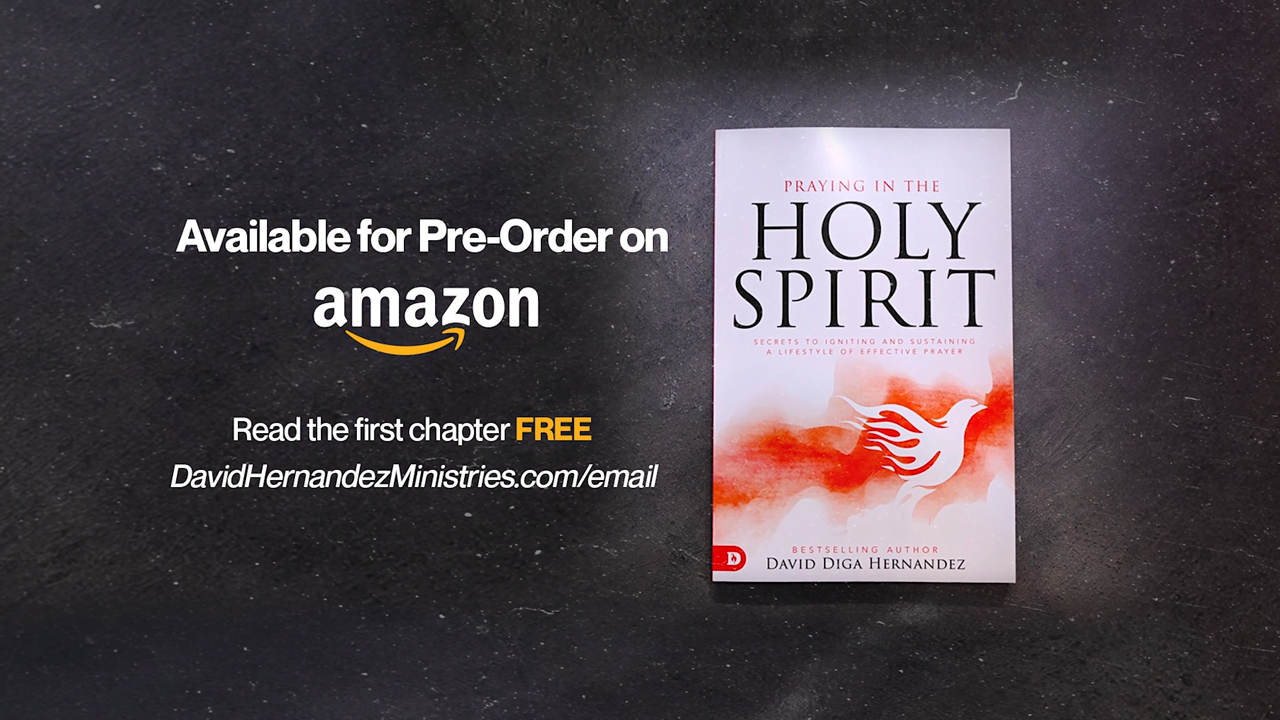 Available for Pre-Order on
amazon
Read the first chapter FREE
DavidHernandezMinistries.com/email
PRAYING IN THE
HOLY
SPIRIT
SECRETS TO IGNITING AND SUSTAINING
A LIFESTYLE OF EFFECTIVE PRAYER
BESTSELLING AUTHOR
DAVID DIGA HERNANDEZ
D